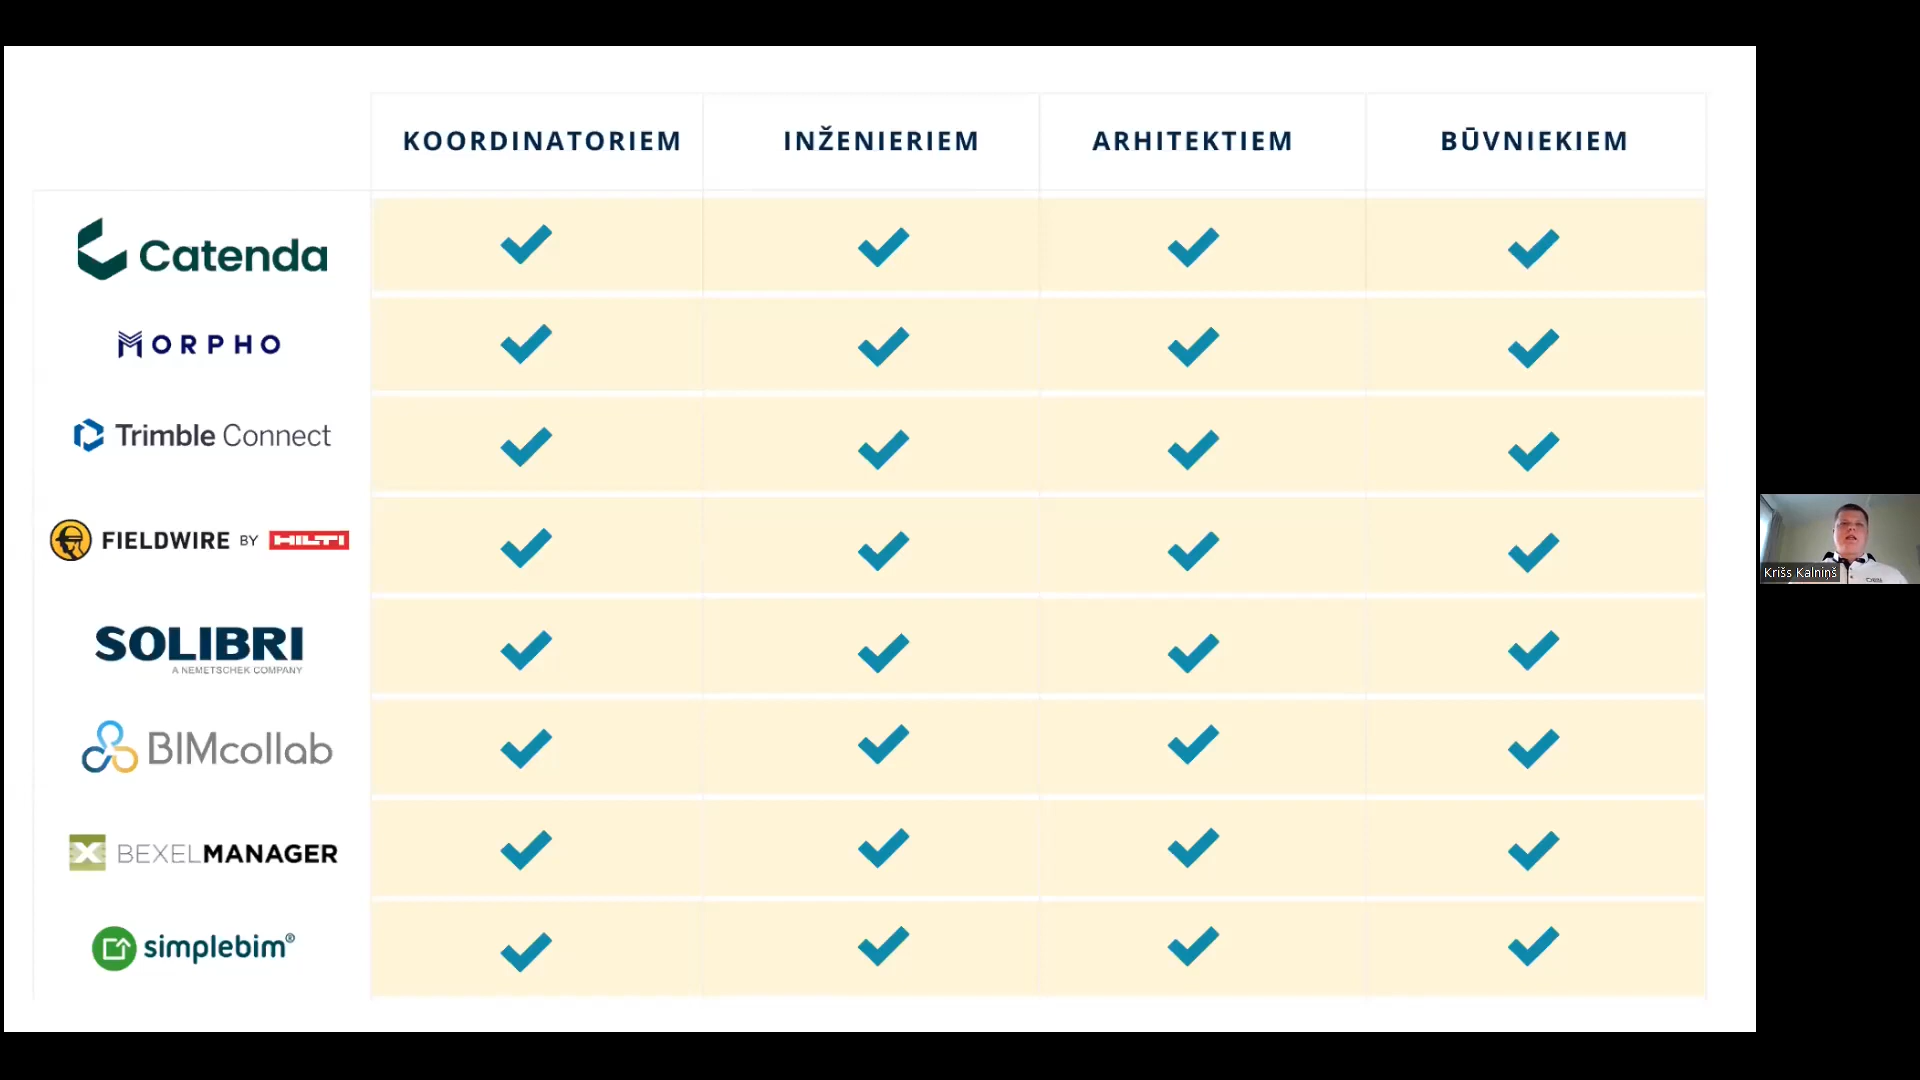 KOORDINATORIEM INŽENIERIEM ARHITEKTIEM BŪVNIEKIEM
Catenda
MORPHO
Trimble Connect
FIELDWIRE BY HILTI
SOLIBRI
A NEMETSCHEK COMPANY
BIMcollab
BEXELMANAGER
simplebim®
Krišs Kalniņš